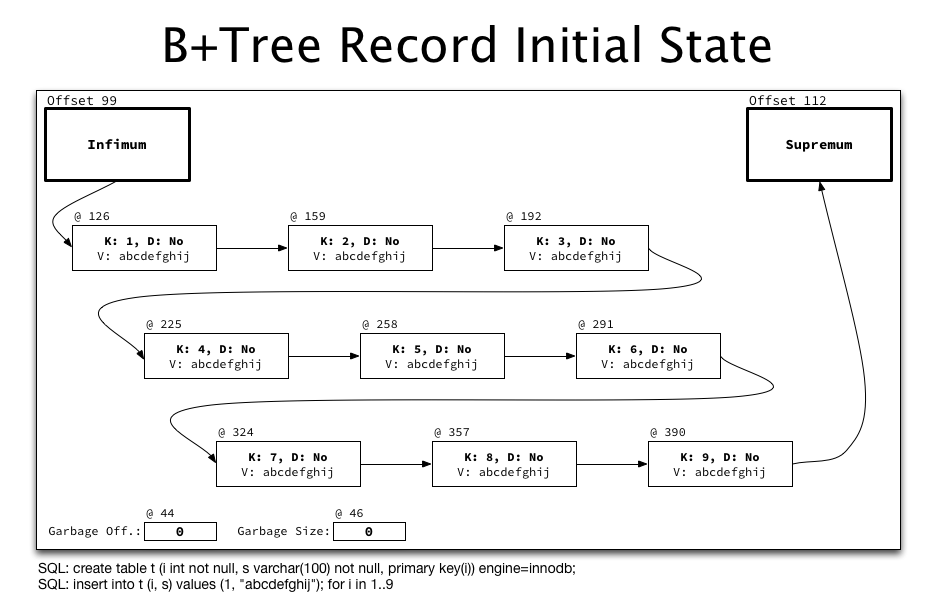 B+Tree Record Initial State
Offset 99
Offset 112
Infimum
Supremum
@ 126
@ 159
@ 192
K: 1, D: No
V: abcdefghij
K: 2, D: No
V: abcdefghij
K: 3, D: No
V: abcdefghij
@ 225
@ 258
@ 291
K: 4, D: No
V: abcdefghij
K: 5, D: No
V: abcdefghij
K: 6, D: No
V: abcdefghij
@ 324
@ 357
@ 390
K: 7, D: No
V: abcdefghij
K: 8, D: No
V: abcdefghij
K: 9, D: No
V: abcdefghij
@ 44
@ 46
Garbage Off.: 0
Garbage Size: 0
SQL: create table t (i int not null, s varchar(100) not null, primary key(i)) engine=innodb;
SQL: insert into t (i, s) values (1, "abcdefghij"); for i in 1..9